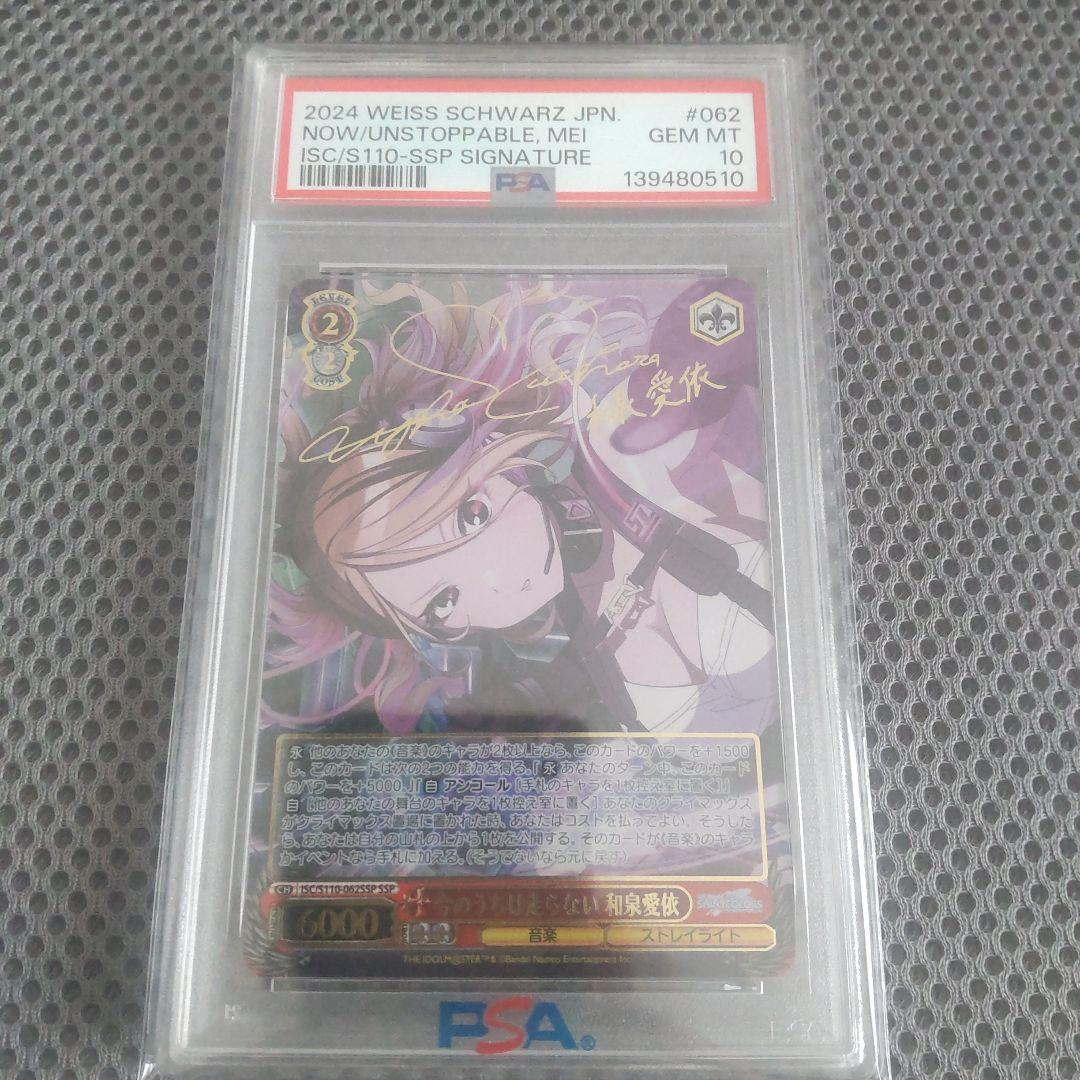 2024 WEISS SCHWARZ JPN. #062
NOW/UNSTOPPABLE, MEI GEM MT
ISC/S110-SSP SIGNATURE 10
PSA 139480510
LEVEL
2
2
COST
愛依
永 他のあなたの《音楽》のキャラが2枚以上なら、このカードのパワーを+1500
し、このカードは次の2つの能力を得る。『永 あなたのターン中、このカード
のパワーを+5000。』『自 アンコール [手札のキャラを1枚控え室に置く]』
自 [他のあなたの舞台のキャラを1枚控え室に置く] あなたのクライマックス
がクライマックス置場に置かれた時、あなたはコストを払ってよい。そうした
ら、あなたは自分の山札の上から1枚を公開する。そのカードが《音楽》のキャラ
かイベントなら手札に加える。(そうでないなら元に戻す)
CH ISC/S110-062SSP SSP
今のうちは止らない 和泉愛依
SHINYCOLORS
6000
音楽 ストレイライト
THE IDOLM@STER™& ©Bandai Namco Entertainment Inc.
PSA®